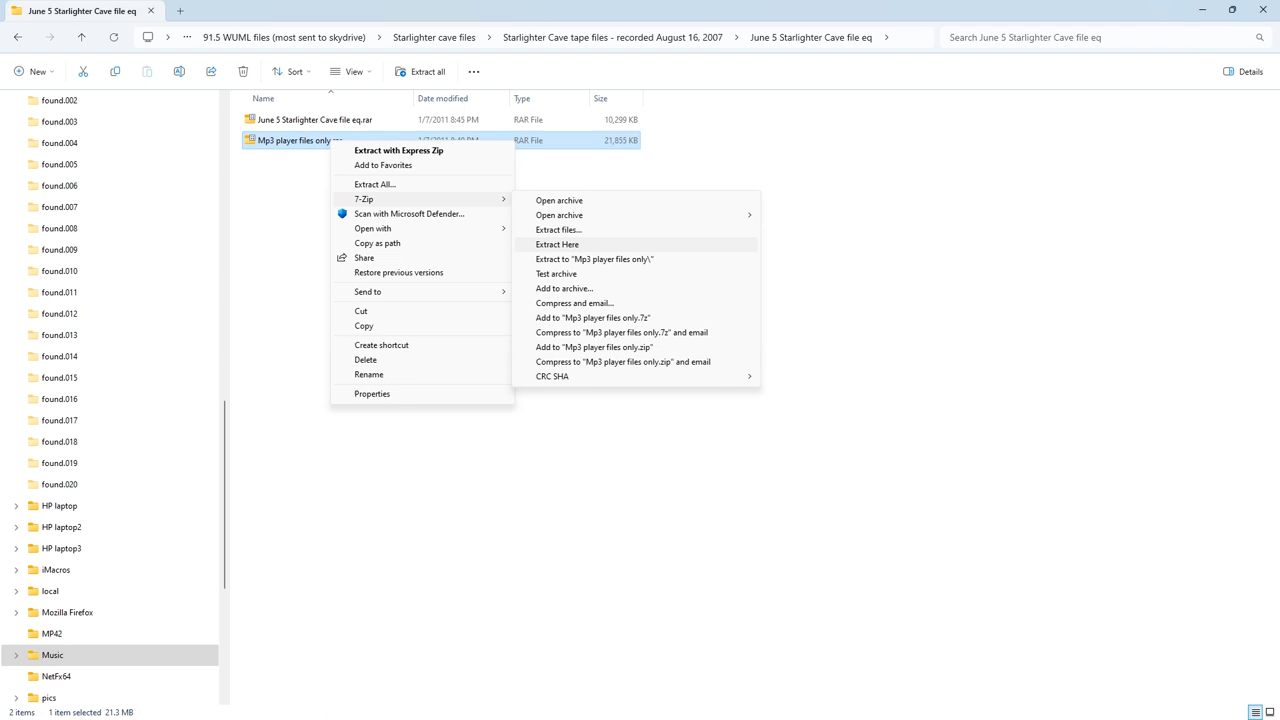 June 5 Starlighter Cave file eq
91.5 WUML files (most sent to skydrive)
Starlighter cave files
Starlighter Cave tape files - recorded August 16, 2007
June 5 Starlighter Cave file eq
Search June 5 Starlighter Cave file eq
New
Sort
View
Extract all
Details
Name
Date modified
Type
Size
June 5 Starlighter Cave file eq.rar
1/7/2011 8:45 PM
RAR File
10,299 KB
Mp3 player files only
RAR File
21,855 KB
Extract with Express Zip
Add to Favorites
Extract All...
7-Zip
Scan with Microsoft Defender...
Open with
Copy as path
Share
Restore previous versions
Send to
Cut
Copy
Create shortcut
Delete
Rename
Properties
Open archive
Open archive
Extract files...
Extract Here
Extract to "Mp3 player files only\"
Test archive
Add to archive...
Compress and email...
Add to "Mp3 player files only.7z"
Compress to "Mp3 player files only.7z" and email
Add to "Mp3 player files only.zip"
Compress to "Mp3 player files only.zip" and email
CRC SHA
found.002
found.003
found.004
found.005
found.006
found.007
found.008
found.009
found.010
found.011
found.012
found.013
found.014
found.015
found.016
found.017
found.018
found.019
found.020
HP laptop
HP laptop2
HP laptop3
iMacros
local
Mozilla Firefox
MP42
Music
NetFx64
pics
2 items
1 item selected 21.3 MB